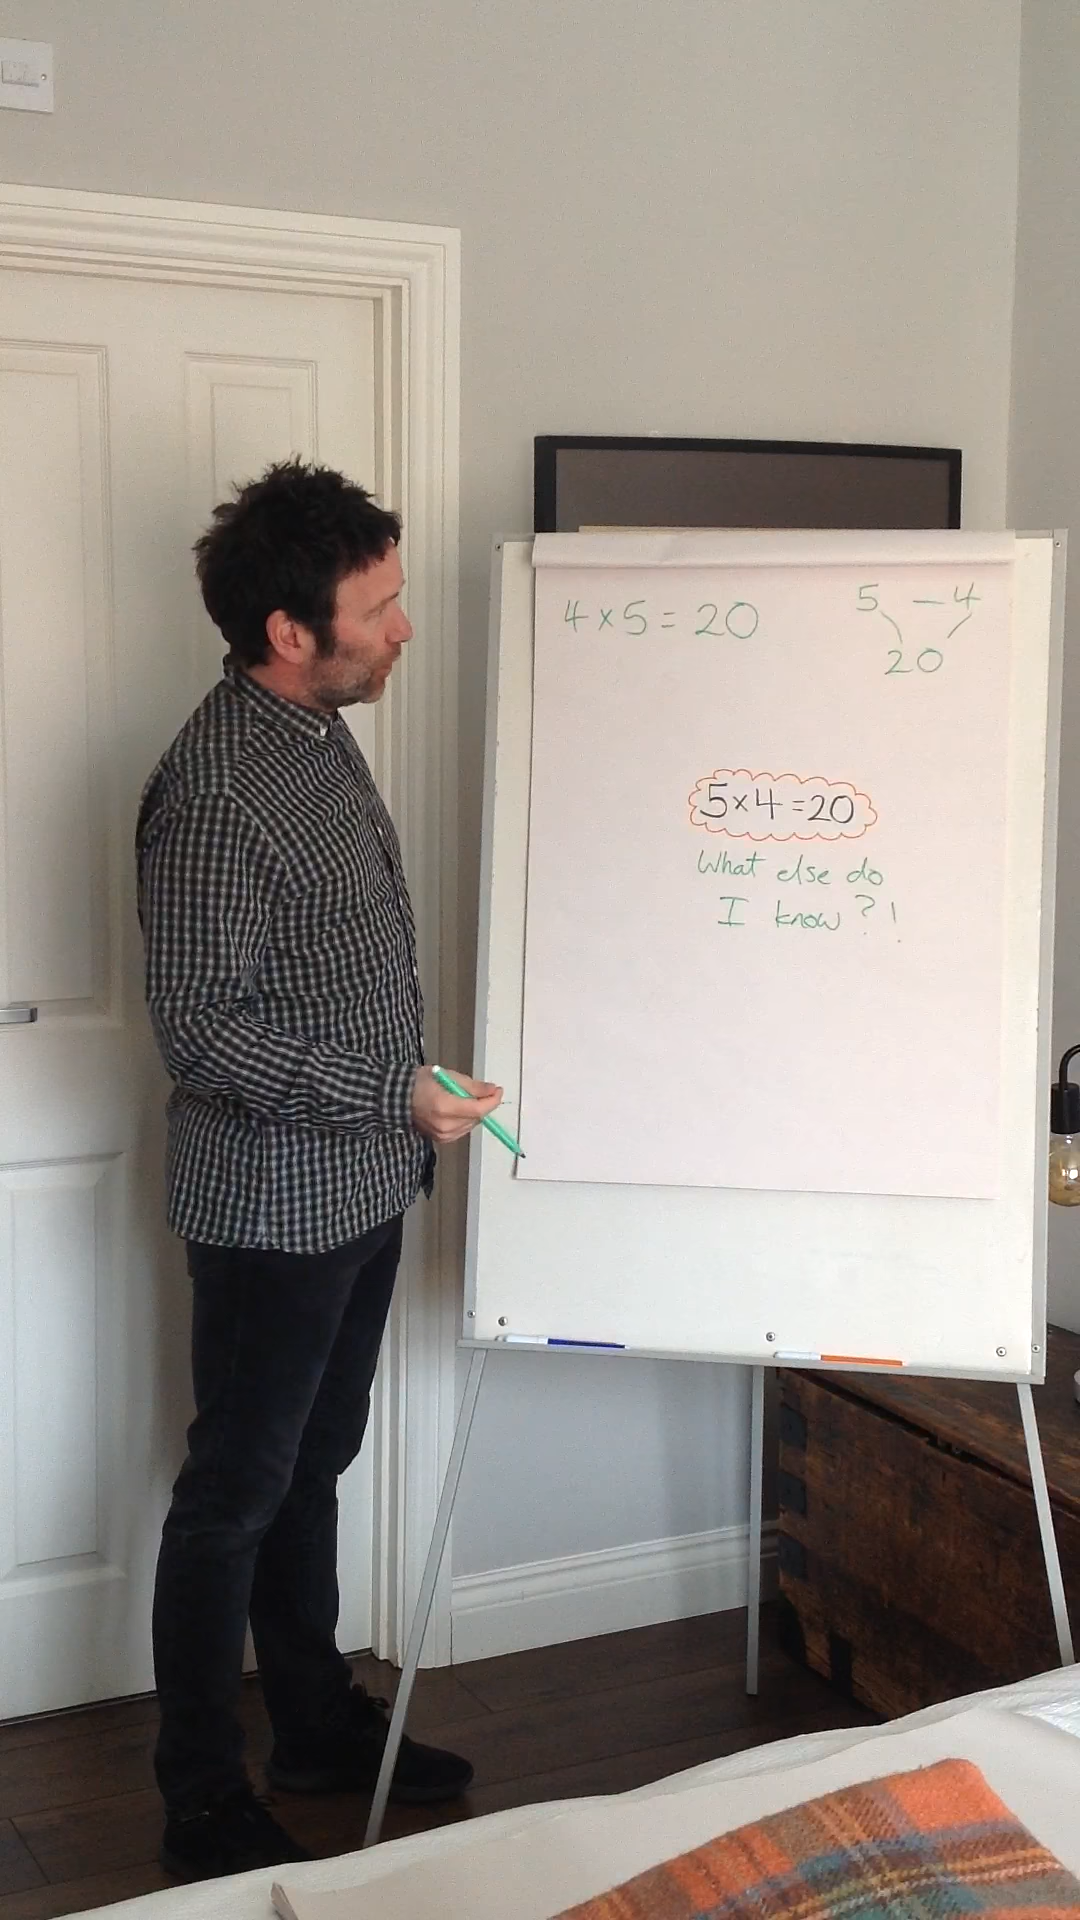 4 × 5 = 20
5 — 4
20
5 × 4 = 20
What else do
I know?!